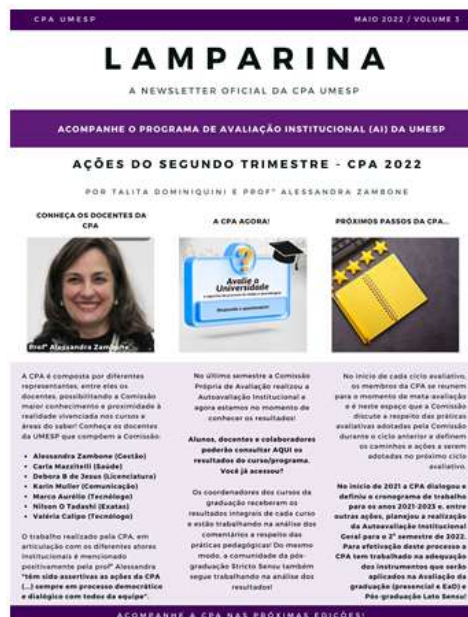 CPA UMESP
MAIO 2022 / VOLUME 3
LAMPARINA
A NEWSLETTER OFICIAL DA CPA UMESP
ACOMPANHE O PROGRAMA DE AVALIAÇÃO INSTITUCIONAL (AI) DA UMESP
AÇÕES DO SEGUNDO TRIMESTRE - CPA 2022
POR TALITA DOMINIQUINI E PROFª ALESSANDRA ZAMBONE
CONHEÇA OS DOCENTES DA
CPA
Profª Alessandra Zambone
A CPA é composta por diferentes
representantes, entre eles os
docentes, possibilitando a Comissão
maior conhecimento e proximidade à
realidade vivenciada nos cursos e
áreas do saber! Conheça os docentes
da UMESP que compõem a Comissão:
• Alessandra Zambone (Gestão)
• Carla Mazzitelli (Saúde)
• Debora B de Jesus (Licenciatura)
• Karin Muller (Comunicação)
• Marco Aurélio (Tecnólogo)
• Nilson O Tadashi (Exatas)
• Valéria Calipo (Tecnólogo)
O trabalho realizado pela CPA, em
articulação com os diferentes atores
institucionais é mencionado
positivamente pela profª Alessandra
"têm sido assertivas as ações da CPA
(...) sempre em processo democrático
e dialógico com todos da equipe".
A CPA AGORA!
Avalie a
Universidade
Responda o questionário
No último semestre a Comissão
Própria de Avaliação realizou a
Autoavaliação Institucional e
agora estamos no momento de
conhecer os resultados!
Alunos, docentes e colaboradores
poderão consultar AQUI os
resultados do curso/programa.
Você já acessou?
Os coordenadores dos cursos da
graduação receberam os
resultados integrais de cada curso
e estão trabalhando na análise dos
comentários a respeito das
práticas pedagógicas! Do mesmo
modo, a comunidade da pós-
graduação Stricto Sensu também
segue trabalhando na análise dos
resultados!
PRÓXIMOS PASSOS DA CPA...
No início de cada ciclo avaliativo,
os membros da CPA se reunem
para o momento de meta-avaliação
e é neste espaço que a Comissão
discute a respeito das práticas
avaliativas adotadas pela Comissão
durante o ciclo anterior e definem
os caminhos e ações a serem
adotadas no próximo ciclo
avaliativo.
No início de 2021 a CPA dialogou e
definiu o cronograma de trabalho
para os anos 2021-2023 e, entre
outras ações, planejou a realização
da Autoavaliação Institucional
Geral para o 2º semestre de 2022.
Para efetivação deste processo a
CPA tem trabalhado na adequação
dos instrumentos que serão
aplicados na Avaliação da
graduação (presencial e EaD) e
Pós-graduação Lato Sensu!
ACOMPANHE A CPA NAS PRÓXIMAS EDIÇÕES!